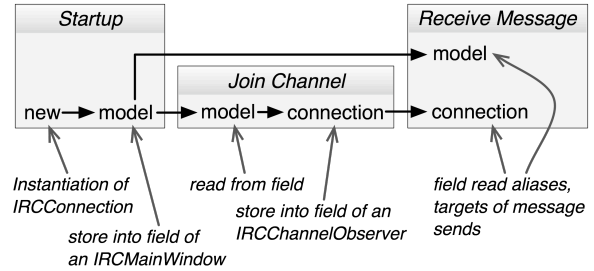 Startup
Receive Message
model
Join Channel
new model model connection connection
Instantiation of
IRCConnection
read from field
field read aliases,
targets of message
sends
store into field of an
IRCChannelObserver
store into field of
an IRCMainWindow